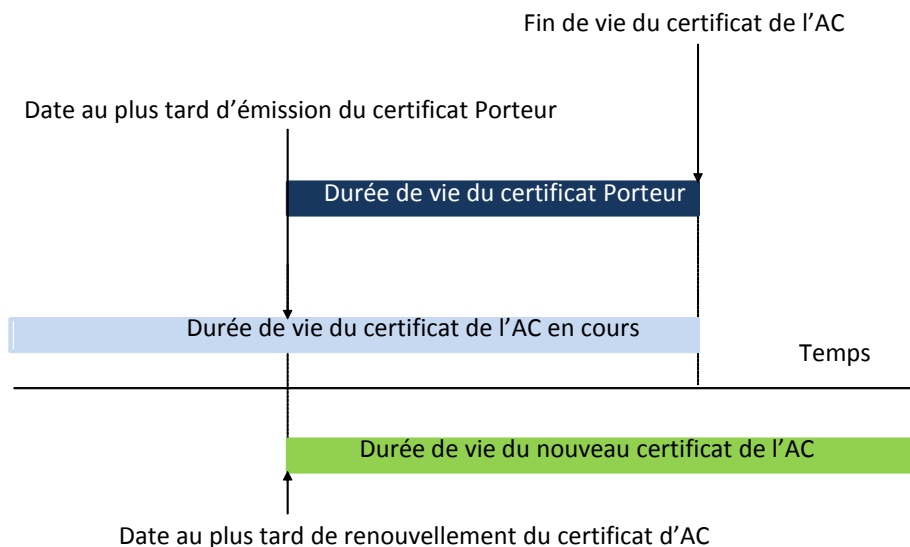 Fin de vie du certificat de l’AC
Date au plus tard d’émission du certificat Porteur
Durée de vie du certificat Porteur
Durée de vie du certificat de l’AC en cours
Temps
Durée de vie du nouveau certificat de l’AC
Date au plus tard de renouvellement du certificat d’AC